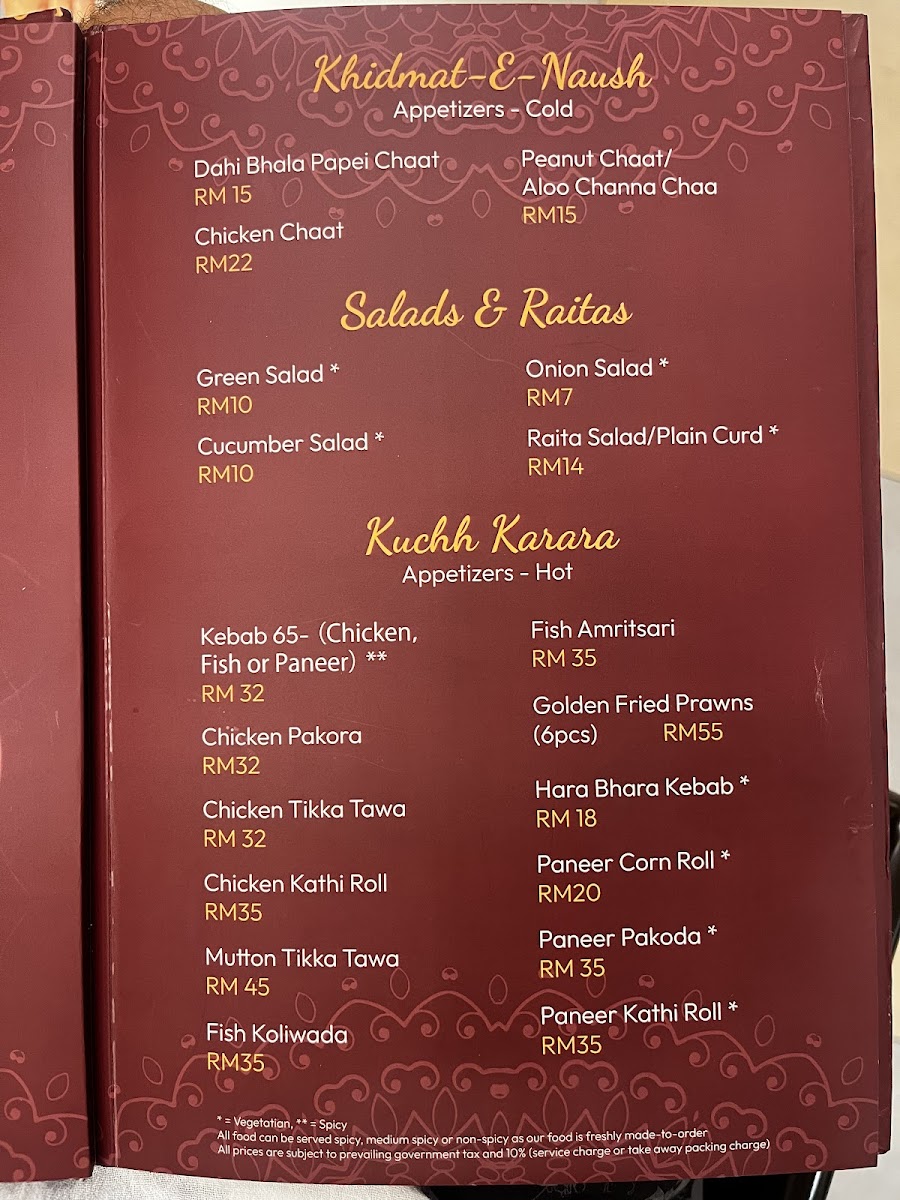 Khidmat-E-Naush
Appetizers - Cold
Dahi Bhala Papei Chaat
RM 15
Chicken Chaat
RM22
Peanut Chaat/
Aloo Channa Chaa
RM15
Salads & Raitas
Green Salad *
RM10
Cucumber Salad *
RM10
Onion Salad *
RM7
Raita Salad/Plain Curd *
RM14
Kuchh Karara
Appetizers - Hot
Kebab 65- (Chicken,
Fish or Paneer) **
RM 32
Chicken Pakora
RM32
Chicken Tikka Tawa
RM 32
Chicken Kathi Roll
RM35
Mutton Tikka Tawa
RM 45
Fish Koliwada
RM35
Fish Amritsari
RM 35
Golden Fried Prawns
(6pcs) RM55
Hara Bhara Kebab *
RM 18
Paneer Corn Roll *
RM20
Paneer Pakoda *
RM 35
Paneer Kathi Roll *
RM35
* = Vegetatian, ** = Spicy
All food can be served spicy, medium spicy or non-spicy as our food is freshly made-to-order
All prices are subject to prevailing government tax and 10% (service charge or take away packing charge)